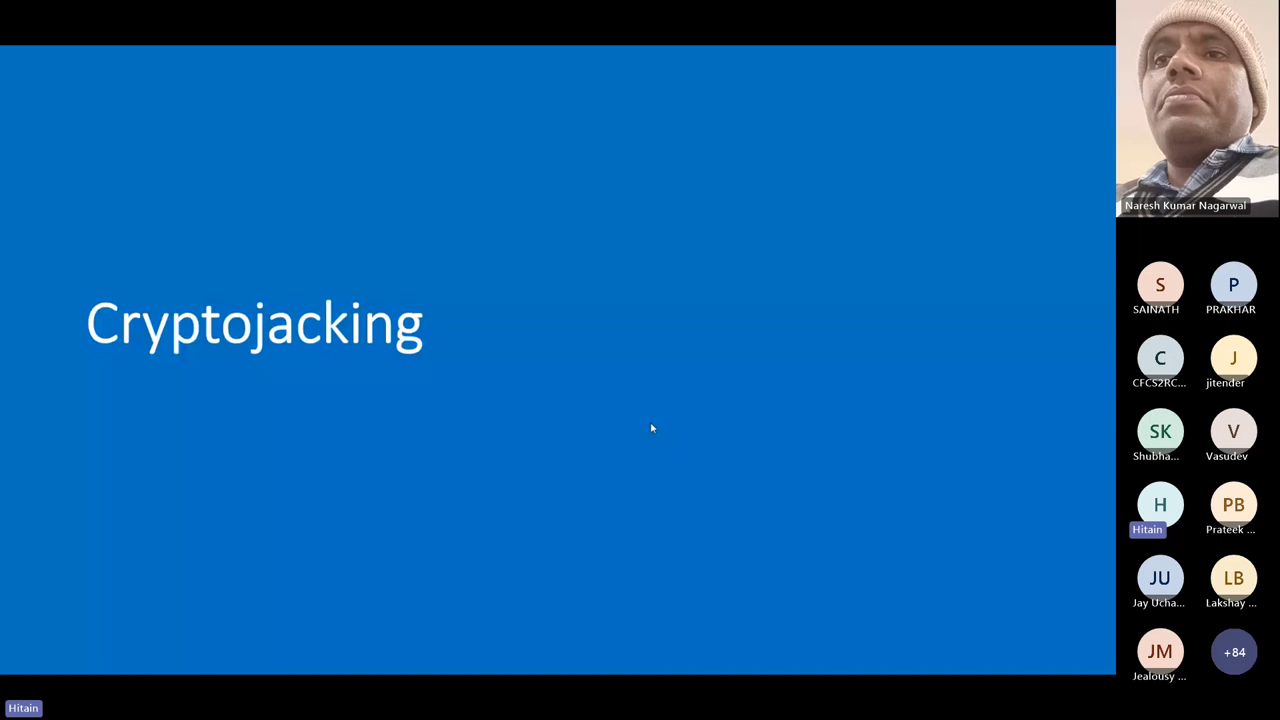 Cryptojacking
Naresh Kumar Nagarwal
S P
SAINATH PRAKHAR
C J
CFCS2RC... jitender
SK V
Shubha... Vasudev
H PB
Hitain Prateek ...
JU LB
Jay Ucha... Lakshay ...
JM +84
Jealousy ...
Hitain